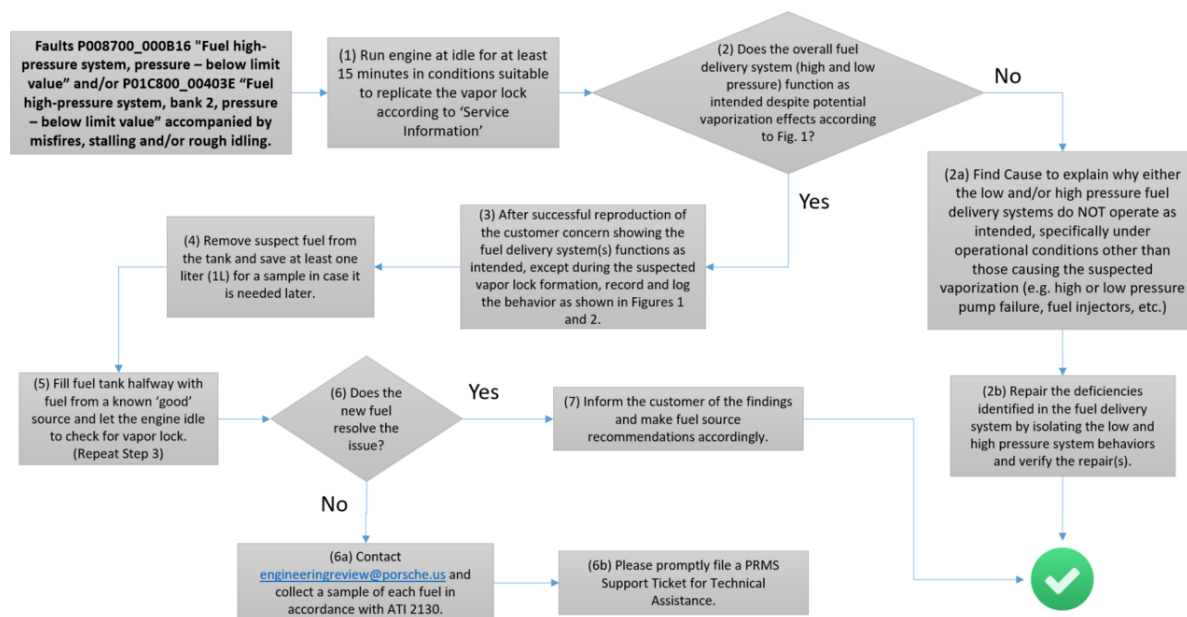 Faults P008700_000B16 "Fuel high-
pressure system, pressure – below limit
value” and/or P01C800_00403E “Fuel
high-pressure system, bank 2, pressure
– below limit value” accompanied by
misfires, stalling and/or rough idling.
(1) Run engine at idle for at least
15 minutes in conditions suitable
to replicate the vapor lock
according to ‘Service
Information’
(2) Does the overall fuel
delivery system (high and low
pressure) function as
intended despite potential
vaporization effects according
to Fig. 1?
No
Yes
(2a) Find Cause to explain why either
the low and/or high pressure fuel
delivery systems do NOT operate as
intended, specifically under
operational conditions other than
those causing the suspected
vaporization (e.g. high or low pressure
pump failure, fuel injectors, etc.)
(2b) Repair the deficiencies
identified in the fuel delivery
system by isolating the low and
high pressure system behaviors
and verify the repair(s).
(3) After successful reproduction of
the customer concern showing the
fuel delivery system(s) functions as
intended, except during the suspected
vapor lock formation, record and log
the behavior as shown in Figures 1
and 2.
(4) Remove suspect fuel from
the tank and save at least one
liter (1L) for a sample in case it
is needed later.
(5) Fill fuel tank halfway with
fuel from a known ‘good’
source and let the engine idle
to check for vapor lock.
(Repeat Step 3)
(6) Does the
new fuel
resolve the
issue?
Yes
(7) Inform the customer of the findings
and make fuel source
recommendations accordingly.
No
(6a) Contact
engineeringreview@porsche.us and
collect a sample of each fuel in
accordance with ATI 2130.
(6b) Please promptly file a PRMS
Support Ticket for Technical
Assistance.